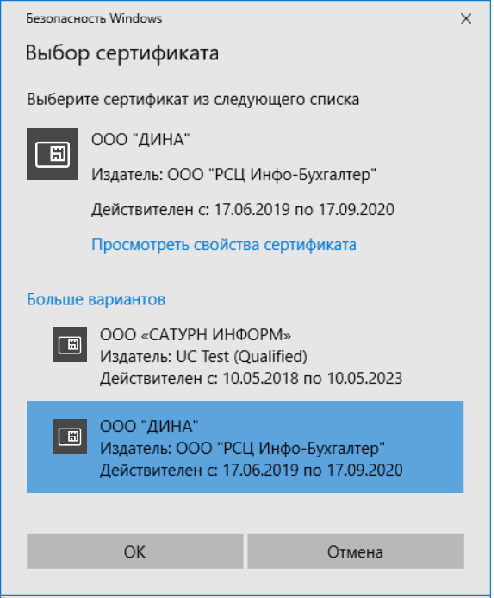 Безопасность Windows
Выбор сертификата
Выберите сертификат из следующего списка
ООО "ДИНА"
Издатель: ООО "РСЦ Инфо-Бухгалтер"
Действителен с: 17.06.2019 по 17.09.2020
Просмотреть свойства сертификата
Больше вариантов
ООО «САТУРН ИНФОРМ»
Издатель: UC Test (Qualified)
Действителен с: 10.05.2018 по 10.05.2023
ООО "ДИНА"
Издатель: ООО "РСЦ Инфо-Бухгалтер"
Действителен с: 17.06.2019 по 17.09.2020
ОК
Отмена